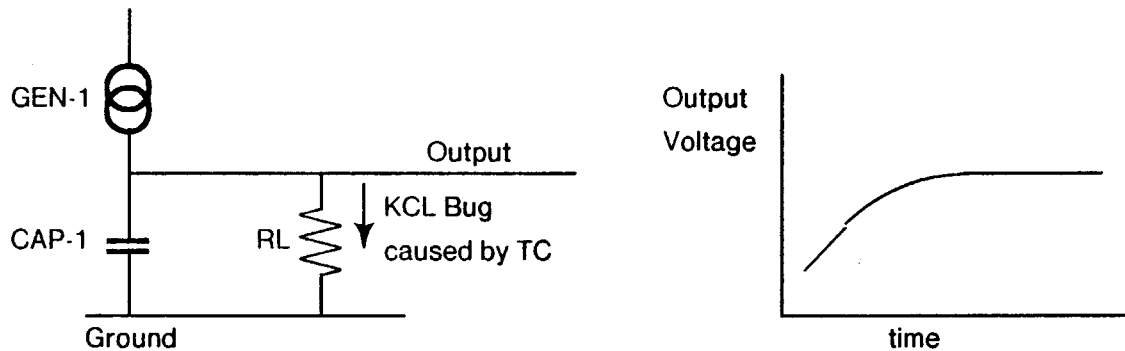 GEN-1
Output
CAP-1
RL
KCL Bug
caused by TC
Ground
Output
Voltage
time